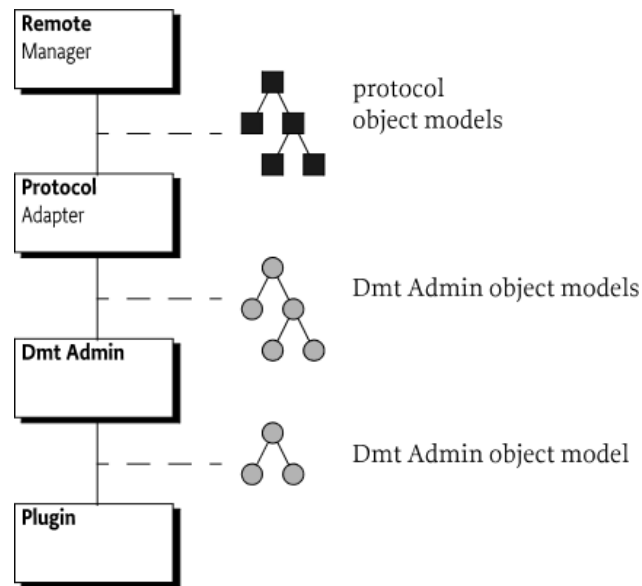 Remote
Manager
protocol
object models
Protocol
Adapter
Dmt Admin object models
Dmt Admin
Dmt Admin object model
Plugin